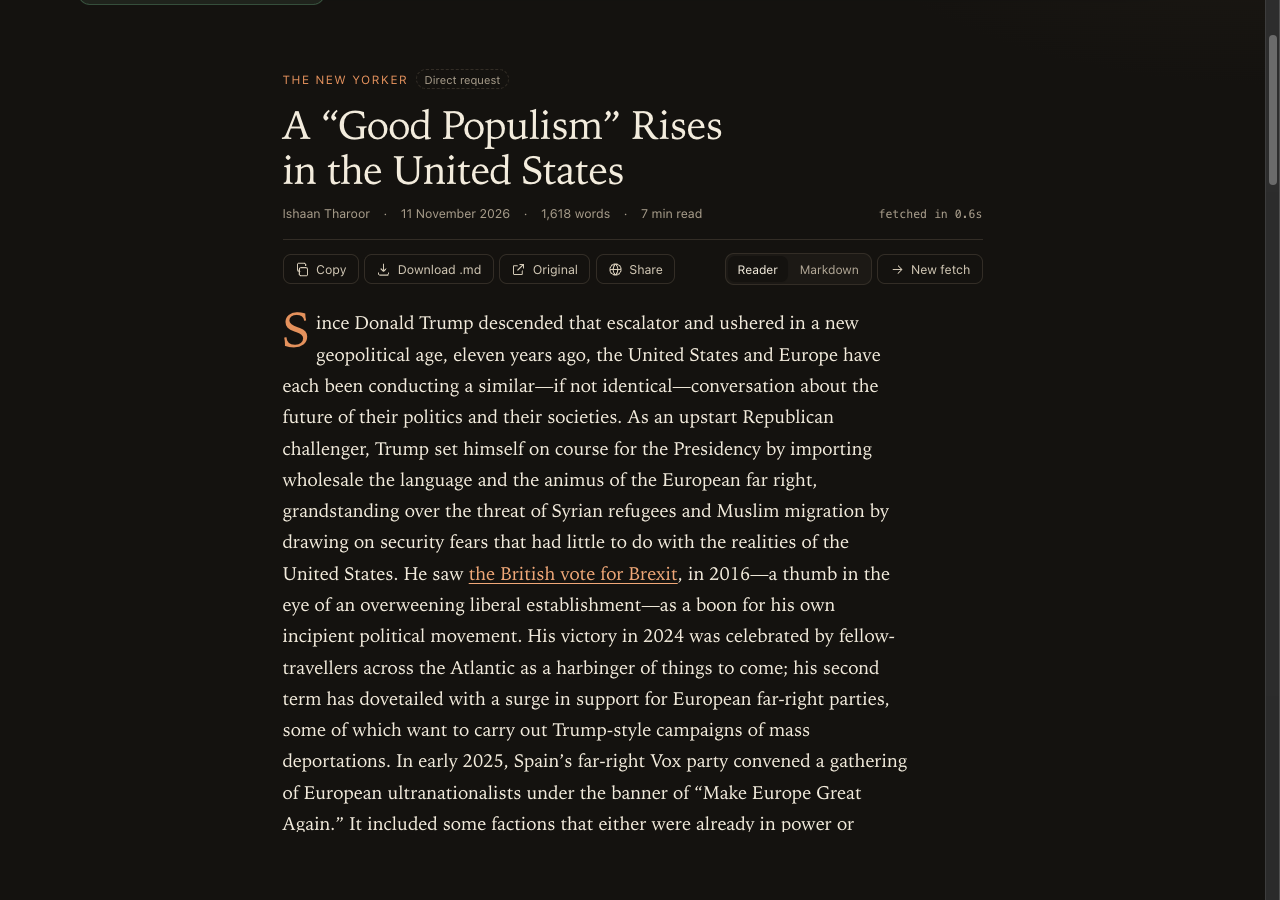 THE NEW YORKER Direct request
A “Good Populism” Rises
in the United States
Ishaan Tharoor · 11 November 2026 · 1,618 words · 7 min read fetched in 0.6s
Copy Download .md Original Share Reader Markdown New fetch
Since Donald Trump descended that escalator and ushered in a new
geopolitical age, eleven years ago, the United States and Europe have
each been conducting a similar—if not identical—conversation about the
future of their politics and their societies. As an upstart Republican
challenger, Trump set himself on course for the Presidency by importing
wholesale the language and the animus of the European far right,
grandstanding over the threat of Syrian refugees and Muslim migration by
drawing on security fears that had little to do with the realities of the
United States. He saw the British vote for Brexit, in 2016—a thumb in the
eye of an overweening liberal establishment—as a boon for his own
incipient political movement. His victory in 2024 was celebrated by fellow-
travellers across the Atlantic as a harbinger of things to come; his second
term has dovetailed with a surge in support for European far-right parties,
some of which want to carry out Trump-style campaigns of mass
deportations. In early 2025, Spain’s far-right Vox party convened a gathering
of European ultranationalists under the banner of “Make Europe Great
Again.” It included some factions that either were already in power or